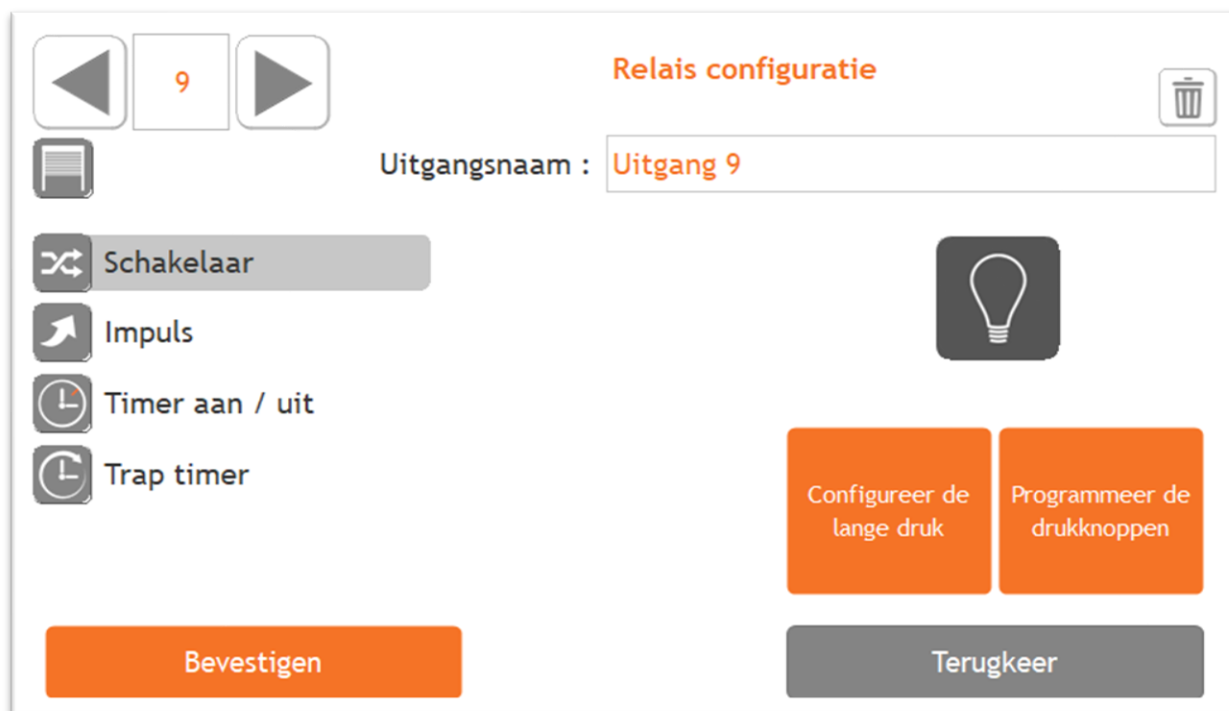 9
Relais configuratie
Uitgangsnaam :
Uitgang 9
Schakelaar
Impuls
Timer aan / uit
Trap timer
Configureer de
lange druk
Programmeer de
drukknoppen
Bevestigen
Terugkeer